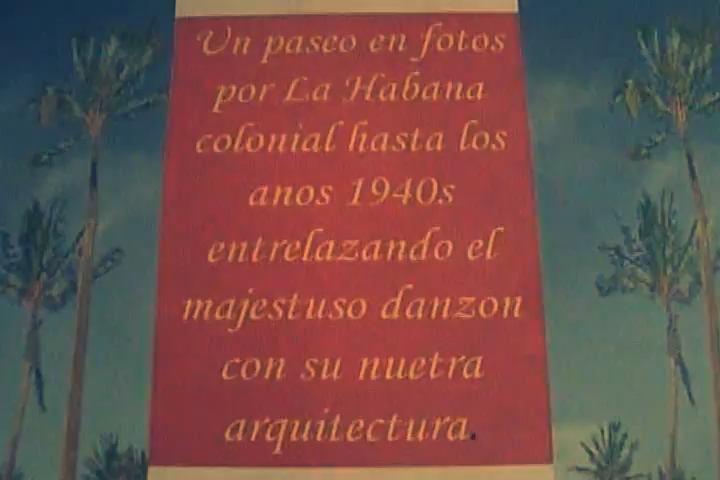 Un paseo en fotos
por La Habana
colonial hasta los
anos 1940s
entrelazando el
majestuso danzon
con su nuetra
arquitectura.